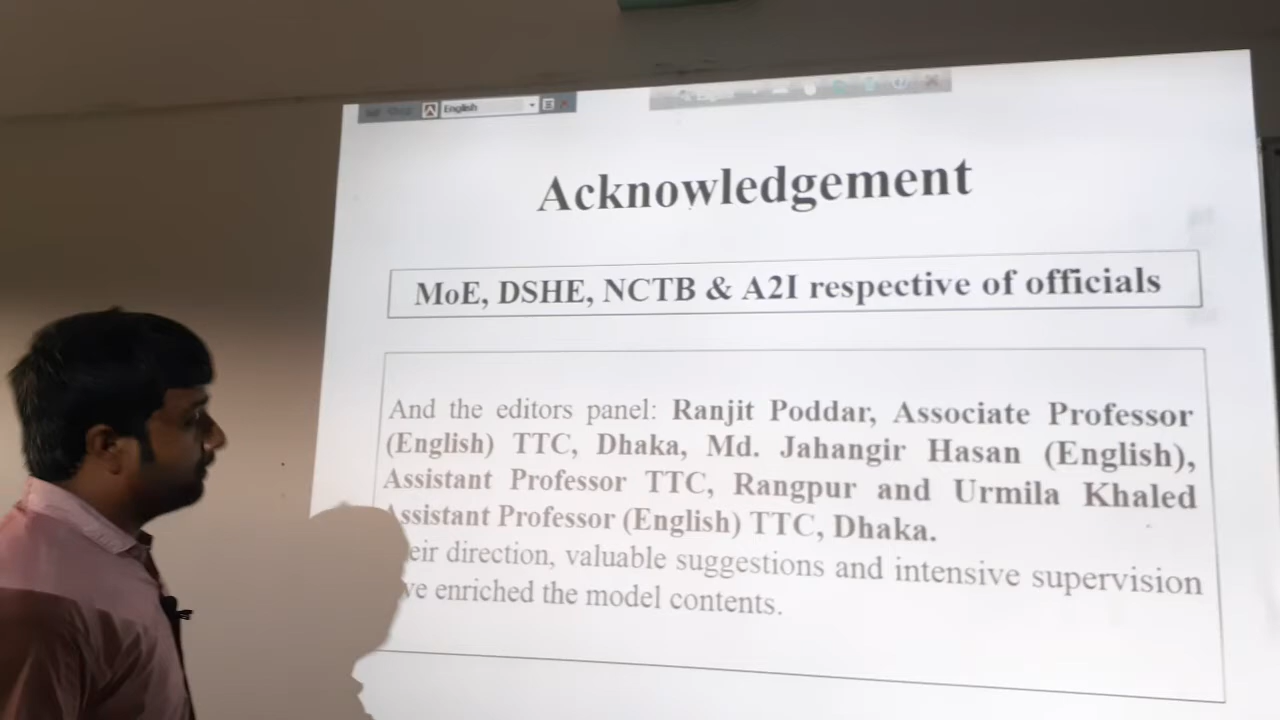 English
Acknowledgement
MoE, DSHE, NCTB & A2I respective of officials
And the editors panel: Ranjit Poddar, Associate Professor
(English) TTC, Dhaka, Md. Jahangir Hasan (English),
Assistant Professor TTC, Rangpur and Urmila Khaled
Assistant Professor (English) TTC, Dhaka.
eir direction, valuable suggestions and intensive supervision
ve enriched the model contents.